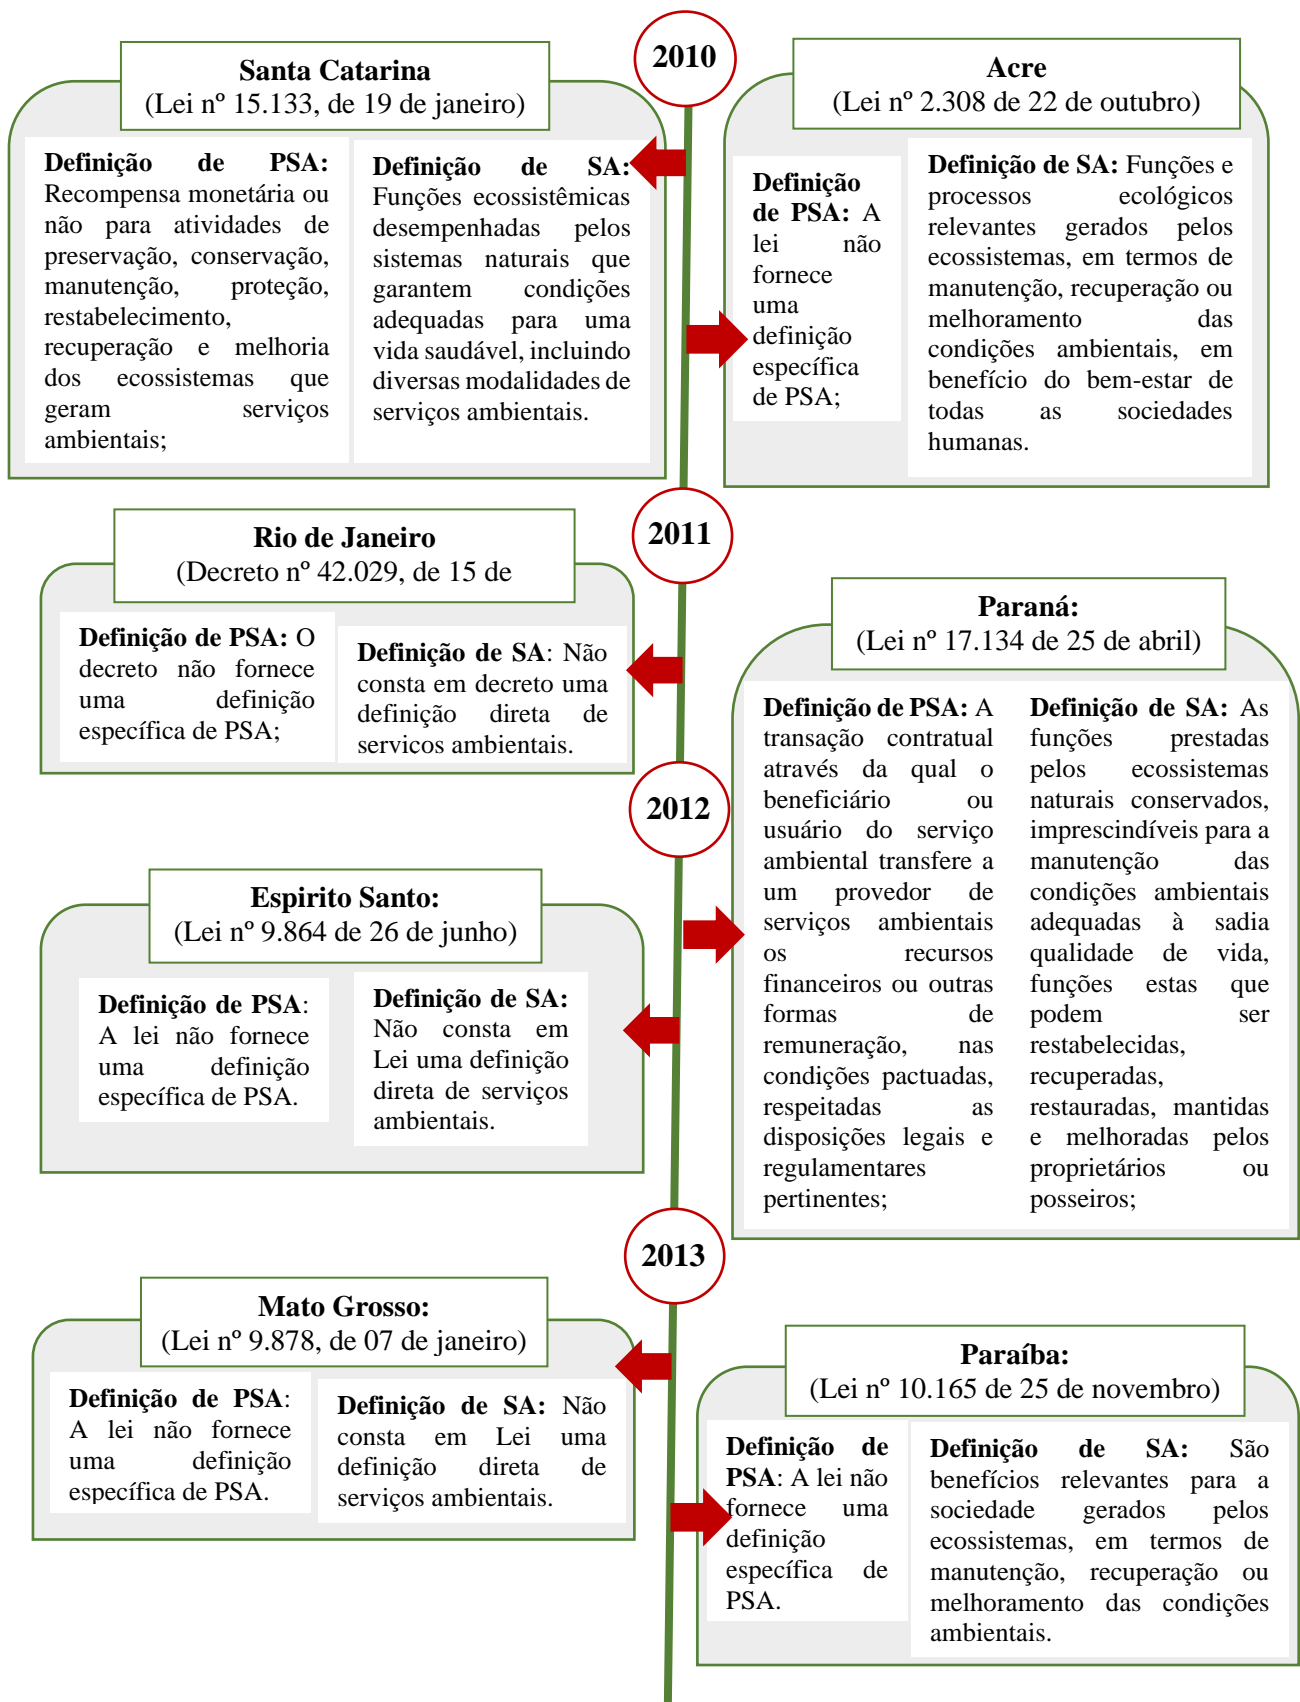 2010
Santa Catarina
(Lei nº 15.133, de 19 de janeiro)
Definição de PSA:
Recompensa monetária ou
não para atividades de
preservação, conservação,
manutenção, proteção,
restabelecimento,
recuperação e melhoria
dos ecossistemas que
geram serviços
ambientais;
Definição de SA:
Funções ecossistêmicas
desempenhadas pelos
sistemas naturais que
garantem condições
adequadas para uma
vida saudável, incluindo
diversas modalidades de
serviços ambientais.
Acre
(Lei nº 2.308 de 22 de outubro)
Definição
de PSA: A
lei não
fornece
uma
definição
específica
de PSA;
Definição de SA: Funções e
processos ecológicos
relevantes gerados pelos
ecossistemas, em termos de
manutenção, recuperação ou
melhoramento das
condições ambientais, em
benefício do bem-estar de
todas as sociedades
humanas.
2011
Rio de Janeiro
(Decreto nº 42.029, de 15 de
Definição de PSA: O
decreto não fornece
uma definição
específica de PSA;
Definição de SA: Não
consta em decreto uma
definição direta de
servicos ambientais.
2012
Paraná:
(Lei nº 17.134 de 25 de abril)
Definição de PSA: A
transação contratual
através da qual o
beneficiário ou
usuário do serviço
ambiental transfere a
um provedor de
serviços ambientais
os recursos
financeiros ou outras
formas de
remuneração, nas
condições pactuadas,
respeitadas as
disposições legais e
regulamentares
pertinentes;
Definição de SA: As
funções prestadas
pelos ecossistemas
naturais conservados,
imprescindíveis para a
manutenção das
condições ambientais
adequadas à sadia
qualidade de vida,
funções estas que
podem ser
restabelecidas,
recuperadas,
restauradas, mantidas
e melhoradas pelos
proprietários ou
posseiros;
Espirito Santo:
(Lei nº 9.864 de 26 de junho)
Definição de PSA:
A lei não fornece
uma definição
específica de PSA.
Definição de SA:
Não consta em
Lei uma definição
direta de serviços
ambientais.
2013
Mato Grosso:
(Lei nº 9.878, de 07 de janeiro)
Definição de PSA:
A lei não fornece
uma definição
específica de PSA.
Definição de SA: Não
consta em Lei uma
definição direta de
serviços ambientais.
Paraíba:
(Lei nº 10.165 de 25 de novembro)
Definição de
PSA: A lei não
fornece uma
definição
específica de
PSA.
Definição de SA: São
benefícios relevantes para a
sociedade gerados pelos
ecossistemas, em termos de
manutenção, recuperação ou
melhoramento das condições
ambientais.